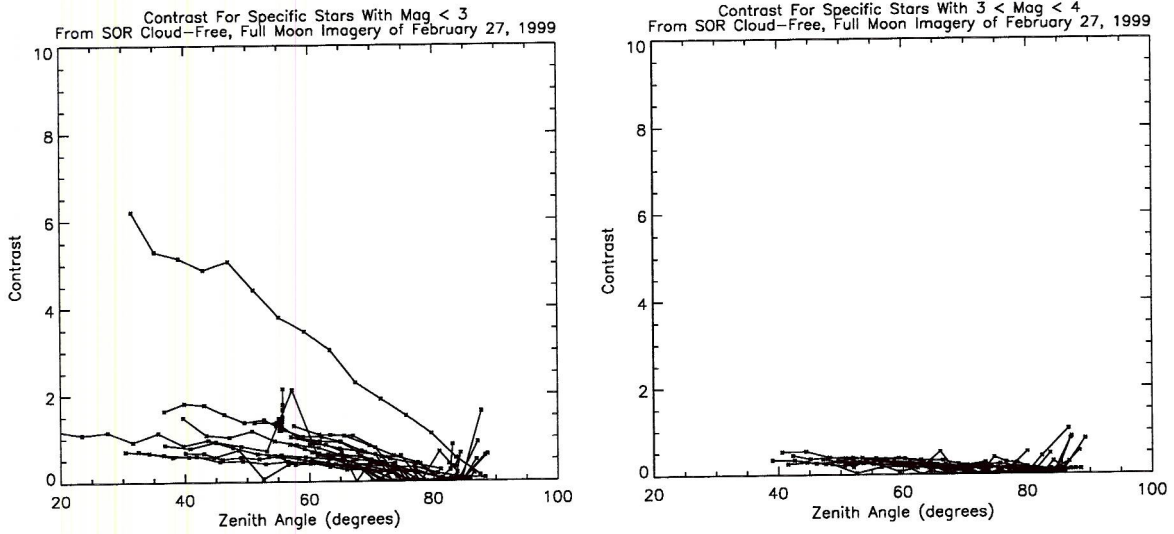 Contrast For Specific Stars With Mag < 3
From SOR Cloud-Free, Full Moon Imagery of February 27, 1999
10
8
6
4
2
0
Contrast
20 40 60 80 100
Zenith Angle (degrees)
Contrast For Specific Stars With 3 < Mag < 4
From SOR Cloud-Free, Full Moon Imagery of February 27, 1999
10
8
6
4
2
0
Contrast
20 40 60 80 100
Zenith Angle (degrees)